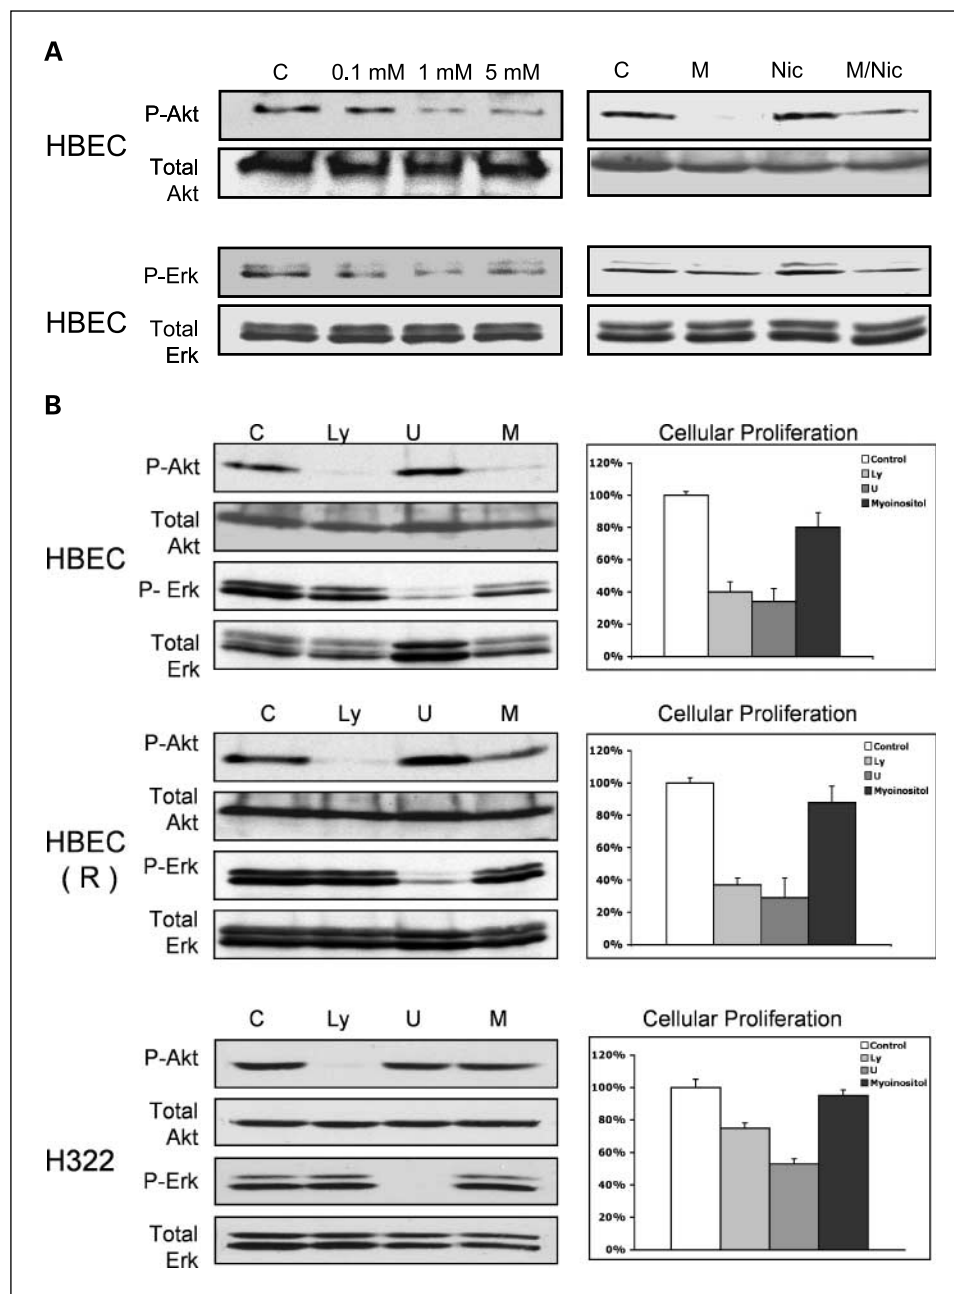 A
C 0.1 mM 1 mM 5 mM
C M Nic M/Nic
P-Akt
HBEC
Total
Akt
P-Erk
HBEC
Total
Erk
B
C Ly U M
P-Akt
Total
Akt
HBEC
P- Erk
Total
Erk
Cellular Proliferation
120%
100%
80%
60%
40%
20%
0%
Control
Ly
U
Myoinositol
C Ly U M
P-Akt
Total
Akt
HBEC
( R )
P-Erk
Total
Erk
Cellular Proliferation
120%
100%
80%
60%
40%
20%
0%
Control
Ly
U
Myoinositol
C Ly U M
P-Akt
Total
Akt
H322
P-Erk
Total
Erk
Cellular Proliferation
120%
100%
80%
60%
40%
20%
0%
Control
Ly
U
Myoinositol